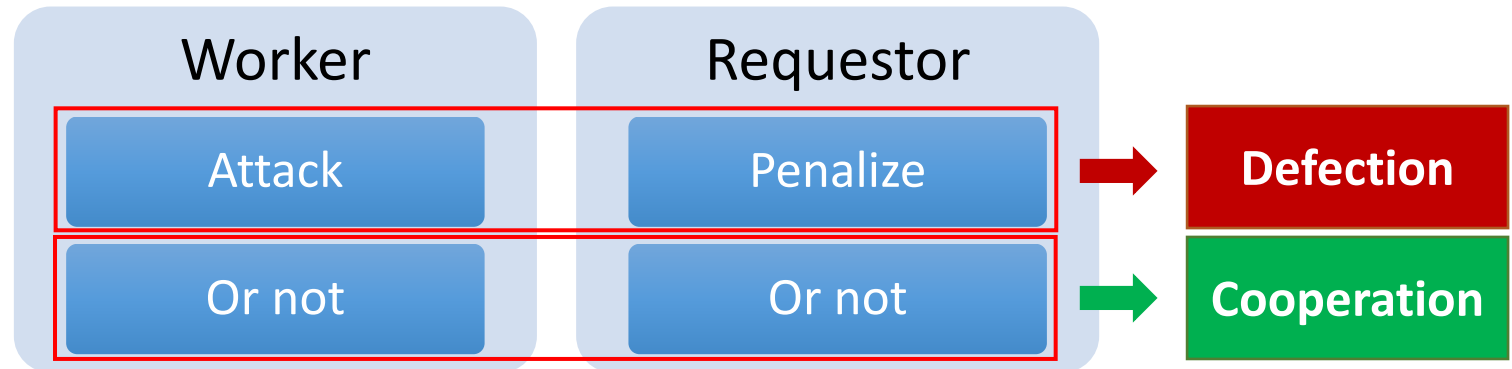 Worker
Requestor
Attack
Penalize
Defection
Or not
Or not
Cooperation